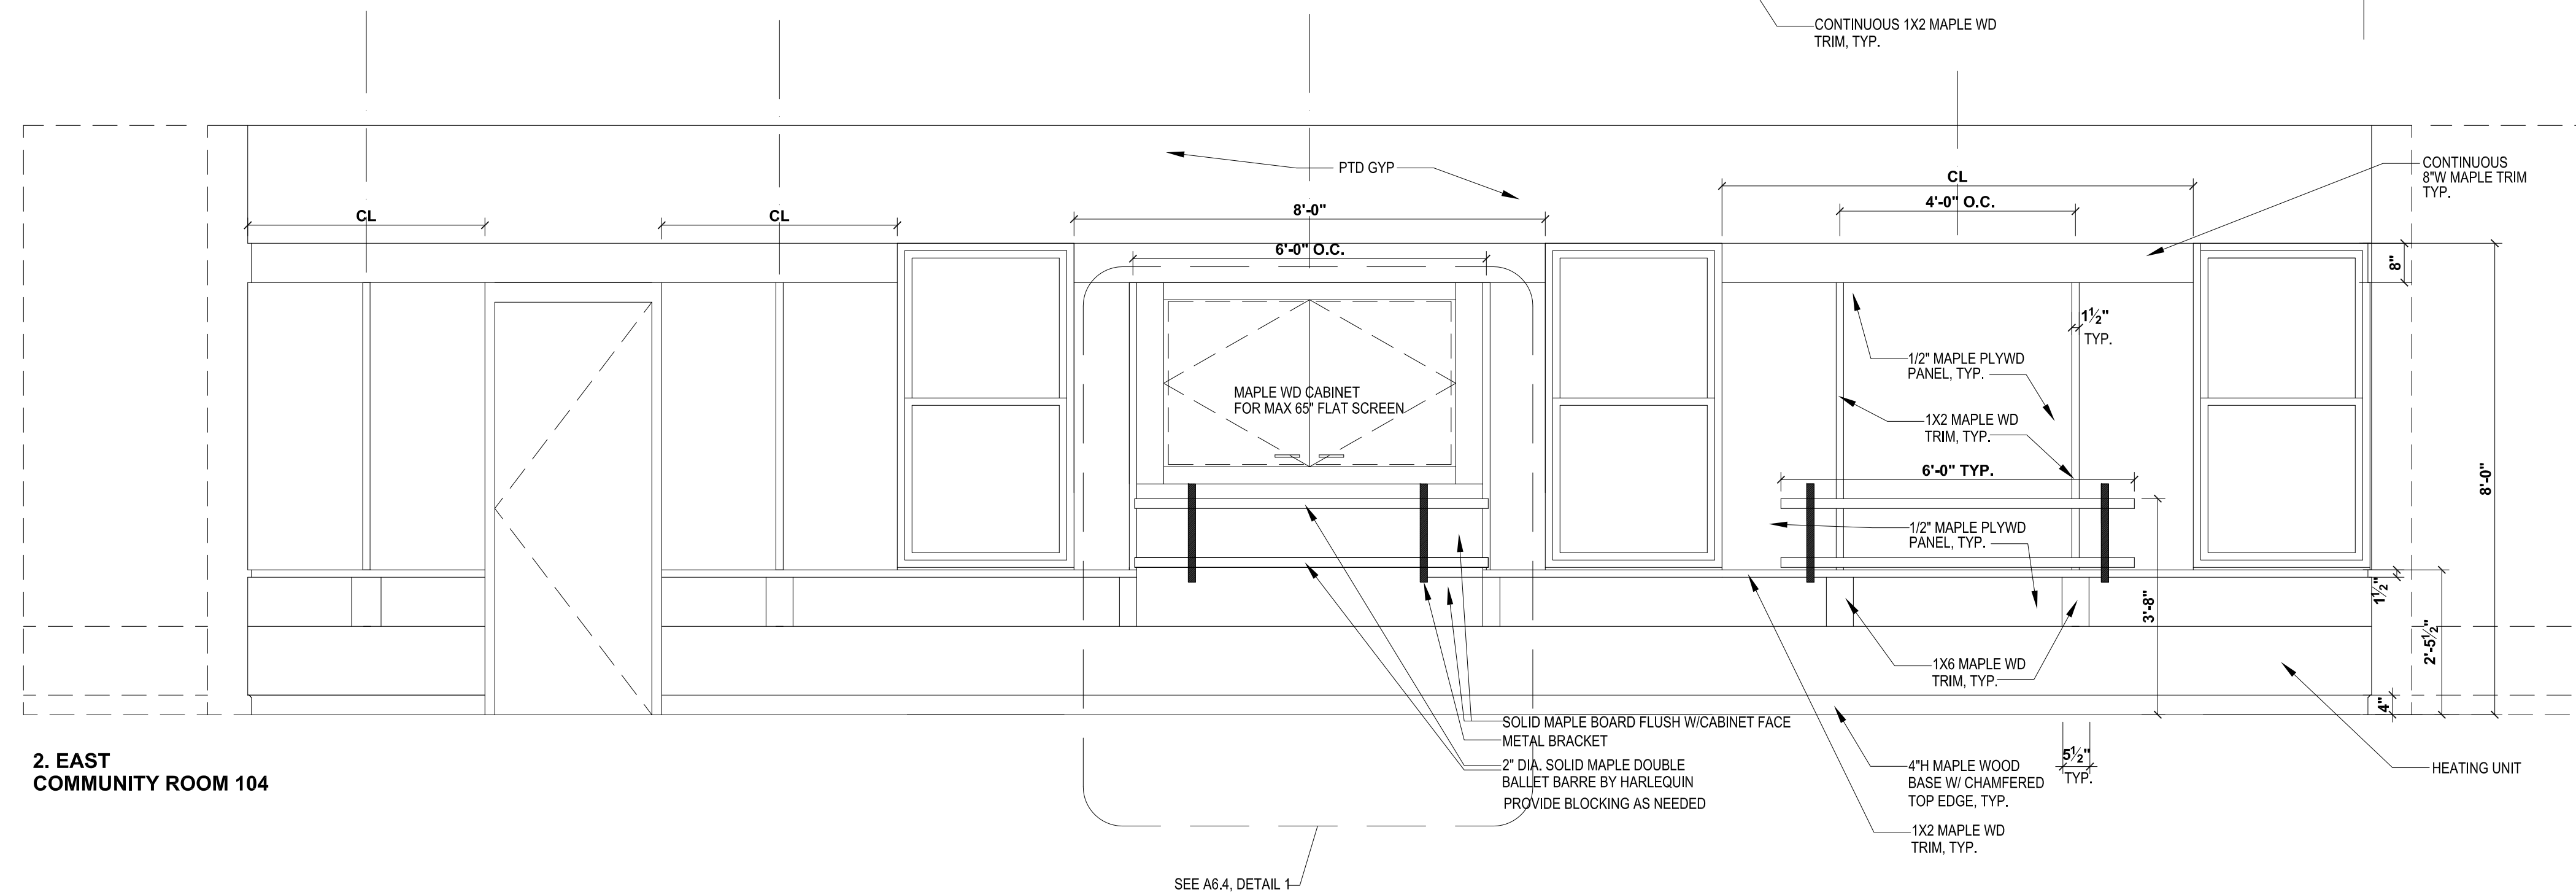 CONTINUOUS 1X2 MAPLE WD
TRIM, TYP.
PTD GYP
CONTINUOUS
8"W MAPLE TRIM
TYP.
CL
CL
8'-0"
CL
4'-0" O.C.
6'-0" O.C.
8"
1½"
TYP.
1/2" MAPLE PLYWD
PANEL, TYP.
MAPLE WD CABINET
FOR MAX 65" FLAT SCREEN
1X2 MAPLE WD
TRIM, TYP.
6'-0" TYP.
8'-0"
1/2" MAPLE PLYWD
PANEL, TYP.
3'-8"
1½"
2'-5½"
1X6 MAPLE WD
TRIM, TYP.
4"
SOLID MAPLE BOARD FLUSH W/CABINET FACE
METAL BRACKET
2" DIA. SOLID MAPLE DOUBLE
BALLET BARRE BY HARLEQUIN
PROVIDE BLOCKING AS NEEDED
5½"
TYP.
4"H MAPLE WOOD
BASE W/ CHAMFERED
TOP EDGE, TYP.
HEATING UNIT
1X2 MAPLE WD
TRIM, TYP.
2. EAST
COMMUNITY ROOM 104
SEE A6.4, DETAIL 1